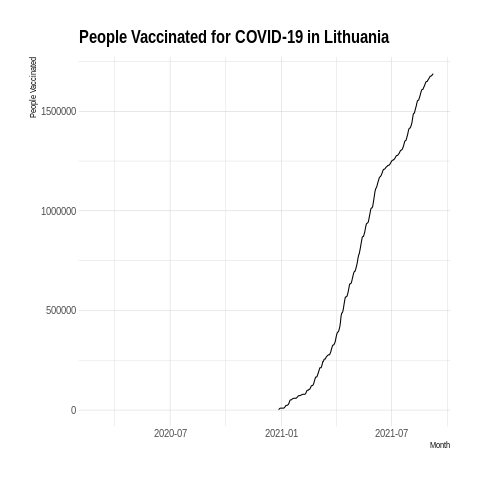 People Vaccinated for COVID-19 in Lithuania
People Vaccinated
1500000
1000000
500000
0
2020-07
2021-01
2021-07
Month